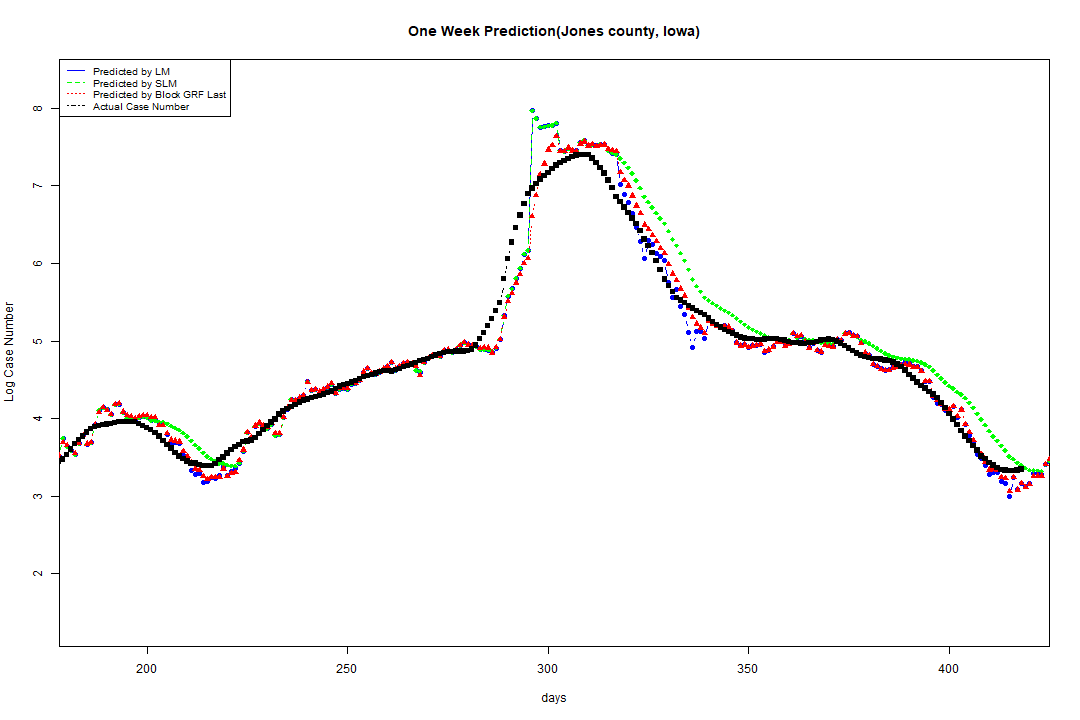 One Week Prediction(Jones county, Iowa)
Predicted by LM
Predicted by SLM
Predicted by Block GRF Last
Actual Case Number
8
7
6
5
4
3
2
Log Case Number
200 250 300 350 400
days